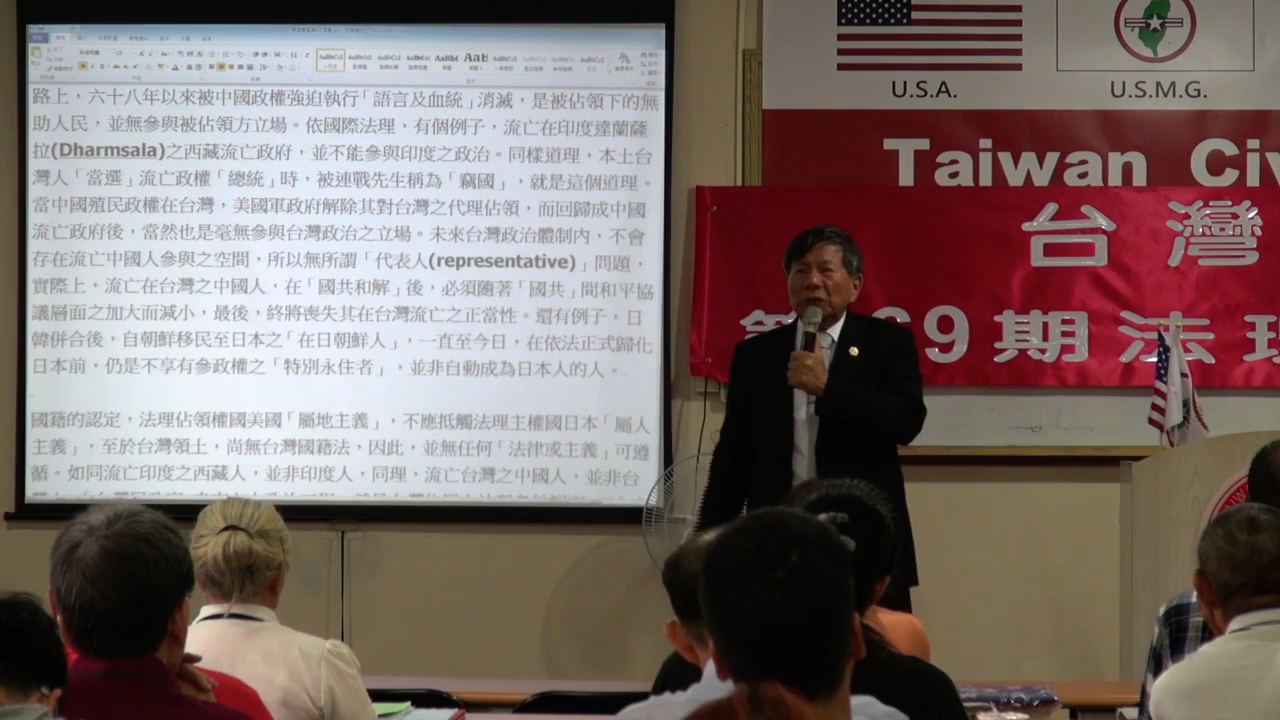 路上，六十八年以來被中國政權強迫執行「語言及血統」消滅，是被佔領下的無
助人民，並無參與被佔領方立場。依國際法理，有個例子，流亡在印度達蘭薩
拉(Dharmsala)之西藏流亡政府，並不能參與印度之政治。同樣道理，本土台
灣人「當選」流亡政權「總統」時，被連戰先生稱為「竊國」，就是這個道理。
當中國殖民政權在台灣，美國軍政府解除其對台灣之代理佔領，而回歸成中國
流亡政府後，當然也是毫無參與台灣政治之立場。未來台灣政治體制內，不會
存在流亡中國人參與之空間，所以無所謂「代表人(representative)」問題，
實際上，流亡在台灣之中國人，在「國共和解」後，必須隨著「國共」間和平協
議層面之加大而減小，最後，終將喪失其在台灣流亡之正當性。還有例子，日
韓併合後，自朝鮮移民至日本之「在日朝鮮人」，一直至今日，在依法正式歸化
日本前，仍是不享有參政權之「特別永住者」，並非自動成為日本人的人。
國籍的認定，法理佔領權國美國「屬地主義」，不應抵觸法理主權國日本「屬人
主義」，至於台灣領土，尚無台灣國籍法，因此，並無任何「法律或主義」可遵
循。如同流亡印度之西藏人，並非印度人，同理，流亡台灣之中國人，並非台
U.S.A.
U.S.M.G.
Taiwan Civ
台灣
69期法理